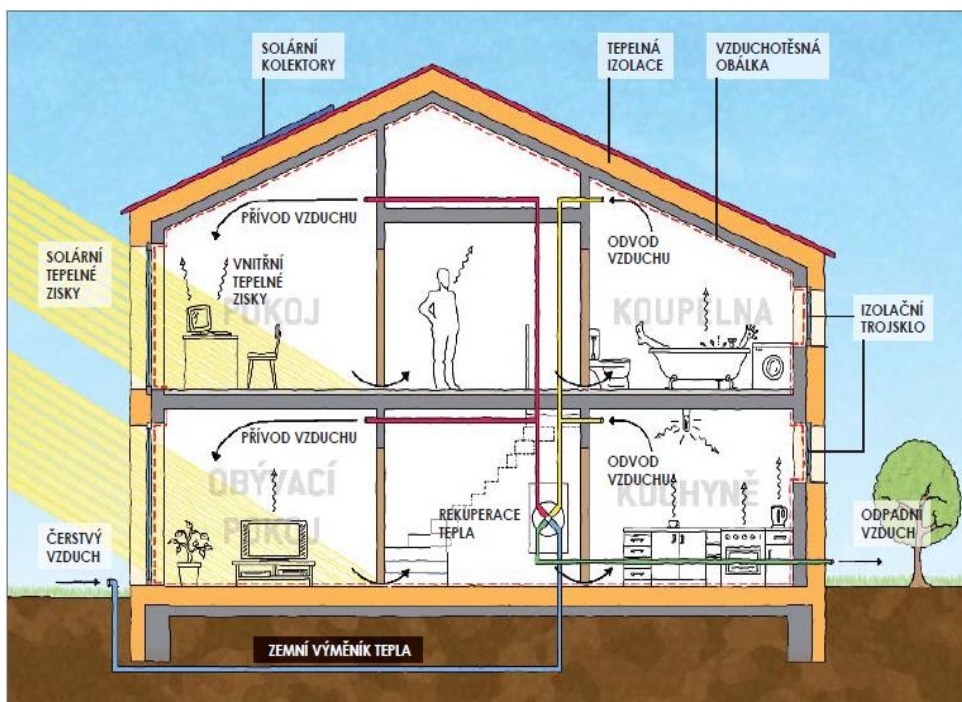 SOLÁRNÍ
KOLEKTORY
TEPELNÁ
IZOLACE
VZDUCHOTĚSNÁ
OBÁLKA
PŘÍVOD VZDUCHU
ODVOD
VZDUCHU
SOLÁRNÍ
TEPELNÉ
ZISKY
VNITŘNÍ
TEPELNÉ
ZISKY
POKOJ
KOUPELNA
IZOLAČNÍ
TROJSKLO
PŘÍVOD VZDUCHU
ODVOD
VZDUCHU
OBÝVACÍ
POKOJ
KUCHYNĚ
REKUPERACE
TEPLA
ČERSTVÝ
VZDUCH
ODPADNÍ
VZDUCH
ZEMNÍ VÝMĚNÍK TEPLA